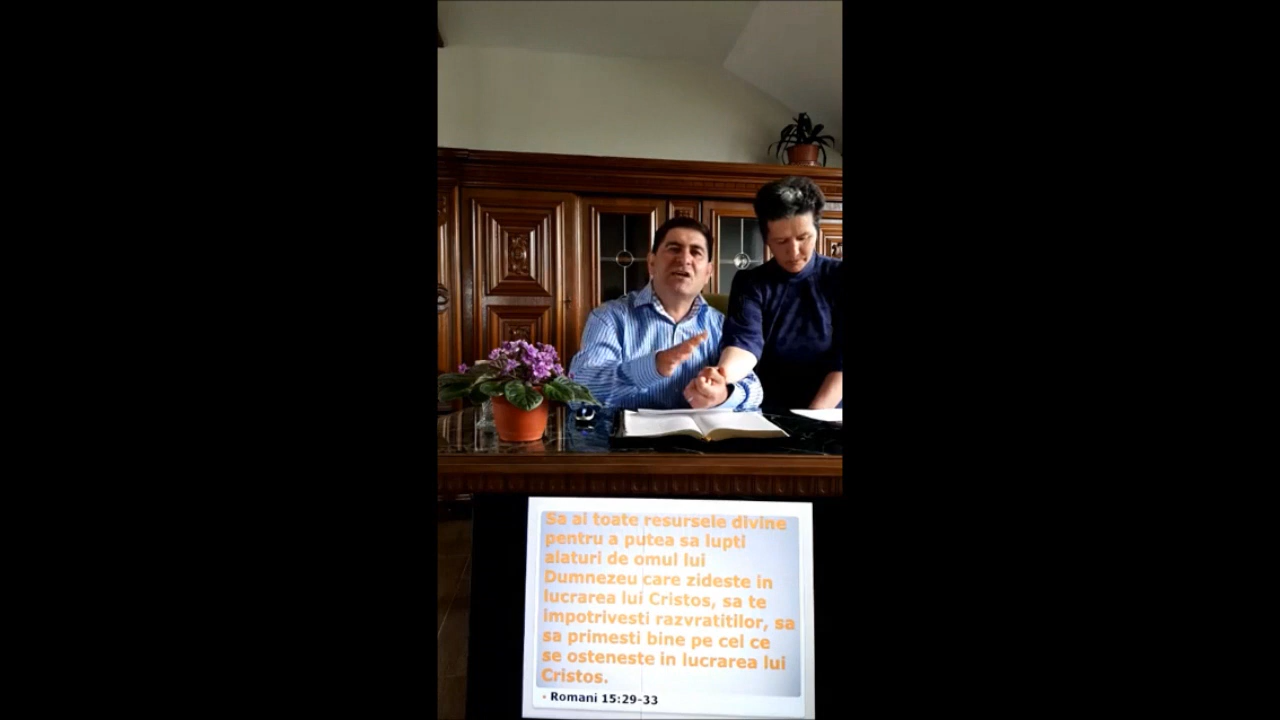 Sa ai toate resursele divine
pentru a putea sa lupti
alaturi de omul lui
Dumnezeu care zideste in
lucrarea lui Cristos, sa te
impotrivesti razvratitilor, sa
sa primesti bine pe cel ce
se osteneste in lucrarea lui
Cristos.
• Romani 15:29-33